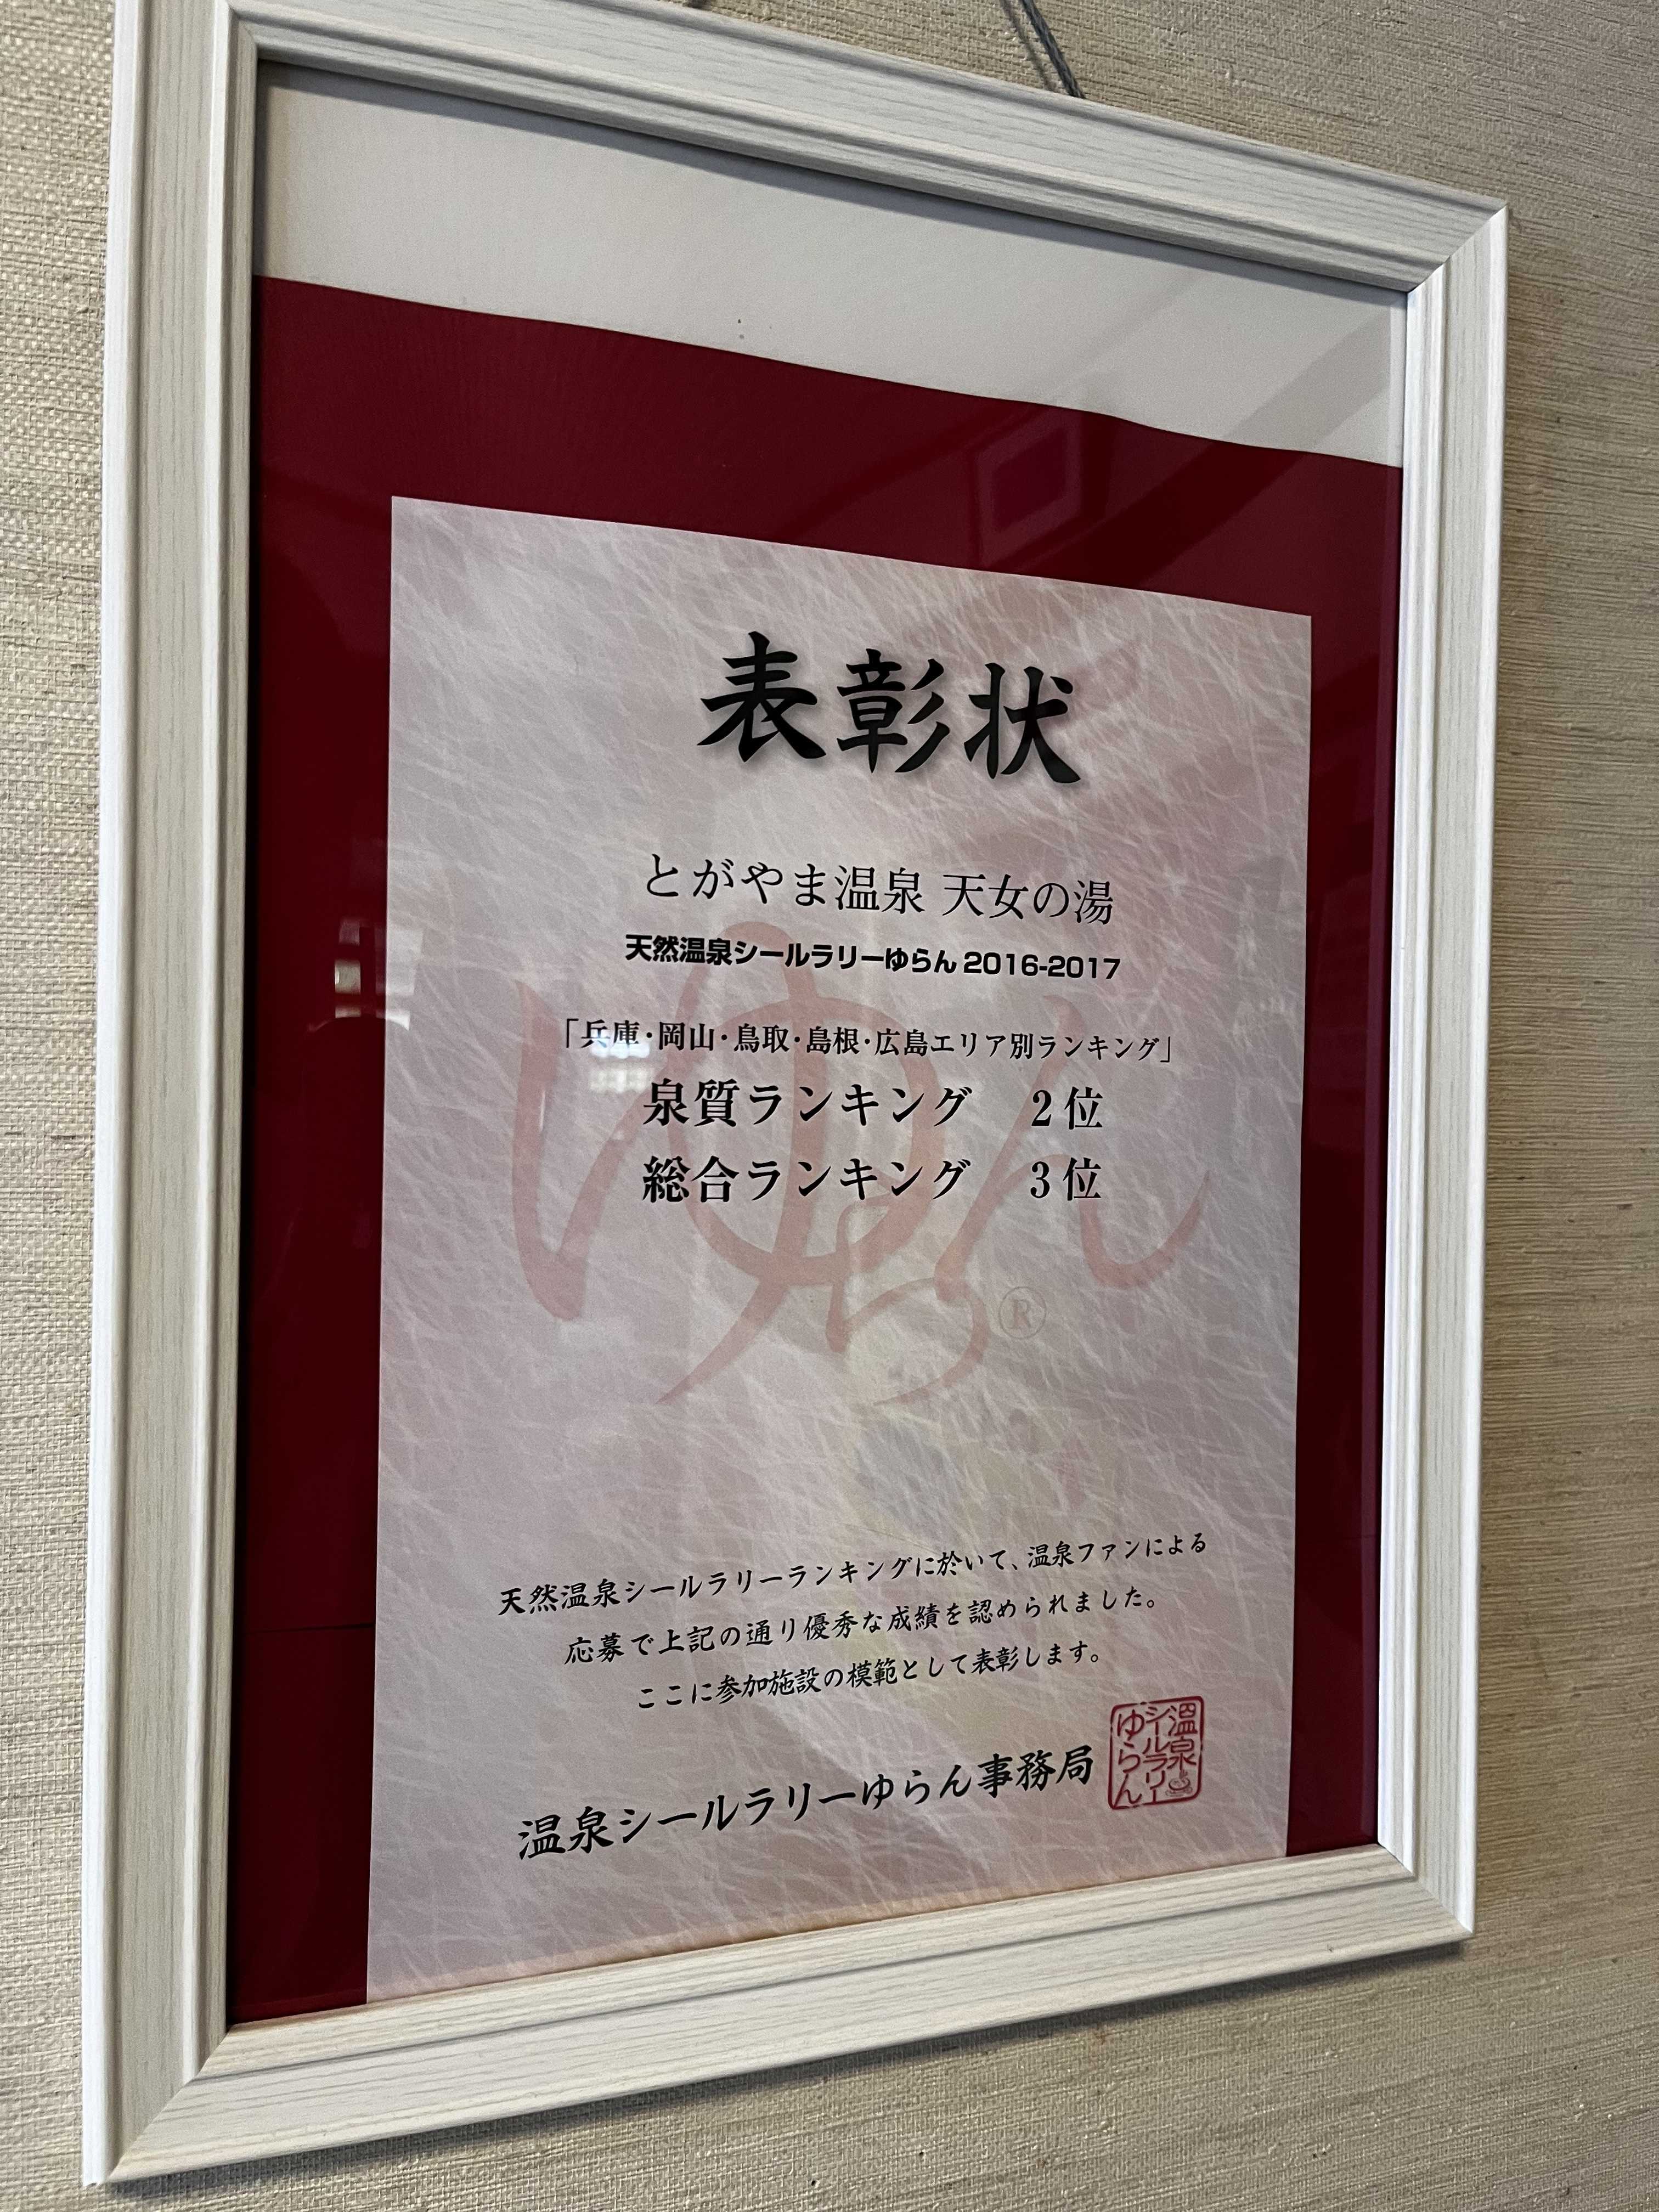 表彰状
とがやま温泉 天女の湯
天然温泉シールラリーゆらん2016-2017
「兵庫・岡山・鳥取・島根・広島エリア別ランキング」
泉質ランキング 2位
総合ランキング 3位
ゆらん
®
天然温泉シールラリーランキングに於いて、温泉ファンによる
応募で上記の通り優秀な成績を認められました。
ここに参加施設の模範として表彰します。
温泉シールラリーゆらん事務局
温泉
シールラリー
ゆらん